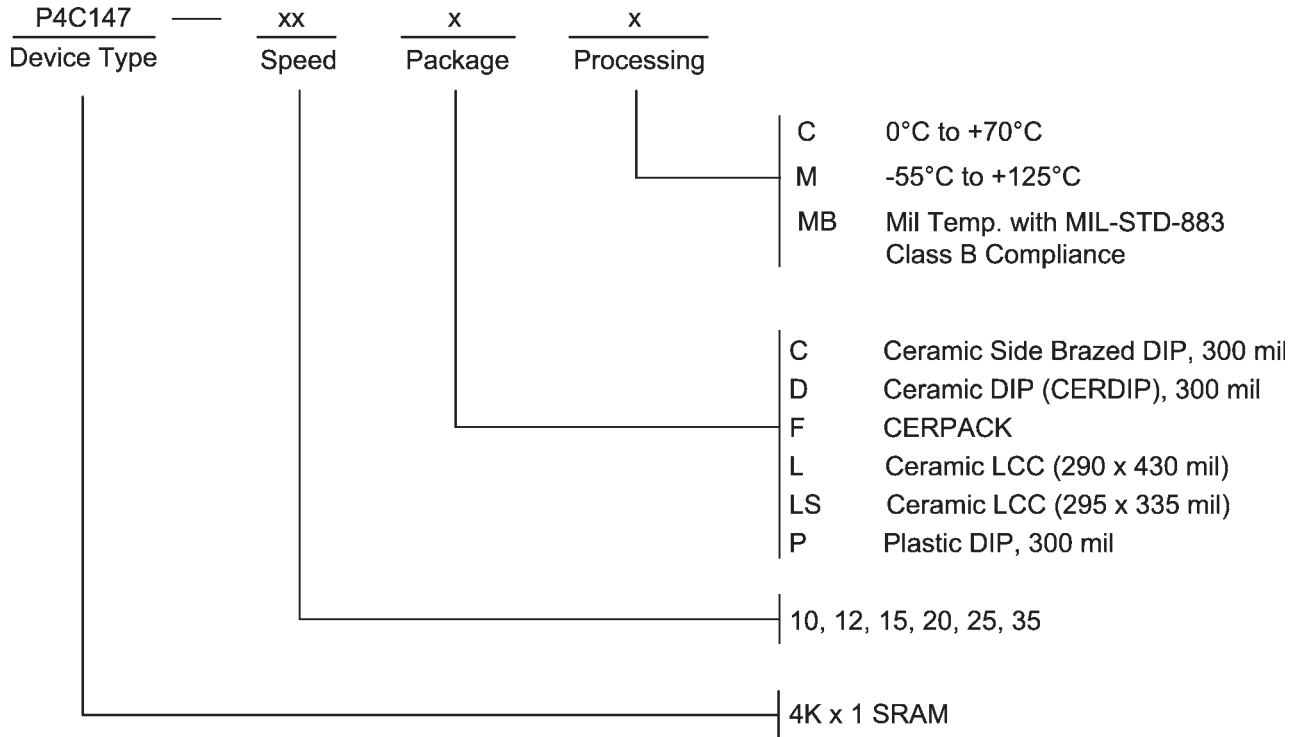 P4C147 — xx x x
Device Type Speed Package Processing
C 0°C to +70°C
M -55°C to +125°C
MB Mil Temp. with MIL-STD-883
Class B Compliance
C Ceramic Side Brazed DIP, 300 mil
D Ceramic DIP (CERDIP), 300 mil
F CERPACK
L Ceramic LCC (290 x 430 mil)
LS Ceramic LCC (295 x 335 mil)
P Plastic DIP, 300 mil
10, 12, 15, 20, 25, 35
4K x 1 SRAM